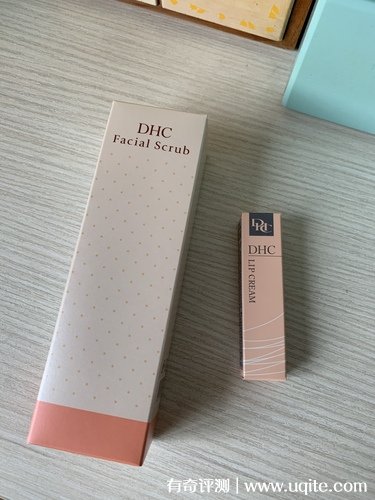 DHC
Facial Scrub
DHC
DHC
LIP CREAM
有奇评测 | www.uqite.com